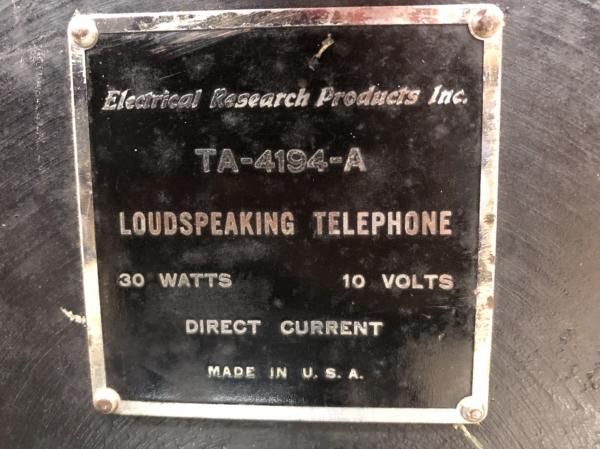 Electrical Research Products Inc.
TA-4194-A
LOUDSPEAKING TELEPHONE
30 WATTS 10 VOLTS
DIRECT CURRENT
MADE IN U.S.A.